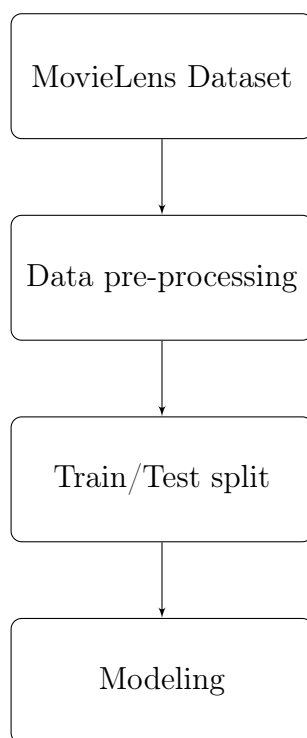 MovieLens Dataset
Data pre-processing
Train/Test split
Modeling